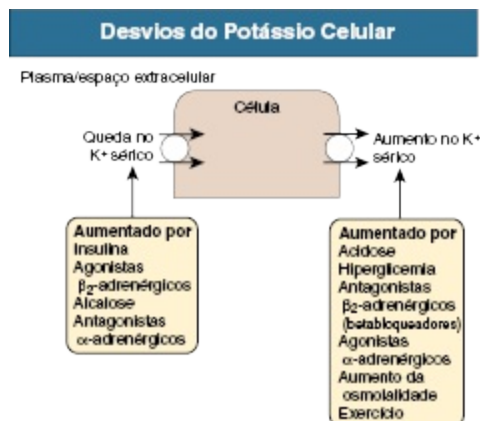 Desvios do Potássio Celular
Plasma/espaço extracelular
Célula
Queda no
K+ sérico
Aumento no K+
sérico
Aumentado por
Insulina
Agonistas
β2-adrenérgicos
Alcalose
Antagonistas
α-adrenérgicos
Aumentado por
Acidose
Hiperglicemia
Antagonistas
β2-adrenérgicos
(betabloqueadores)
Agonistas
α-adrenérgicos
Aumento da
osmolalidade
Exercício